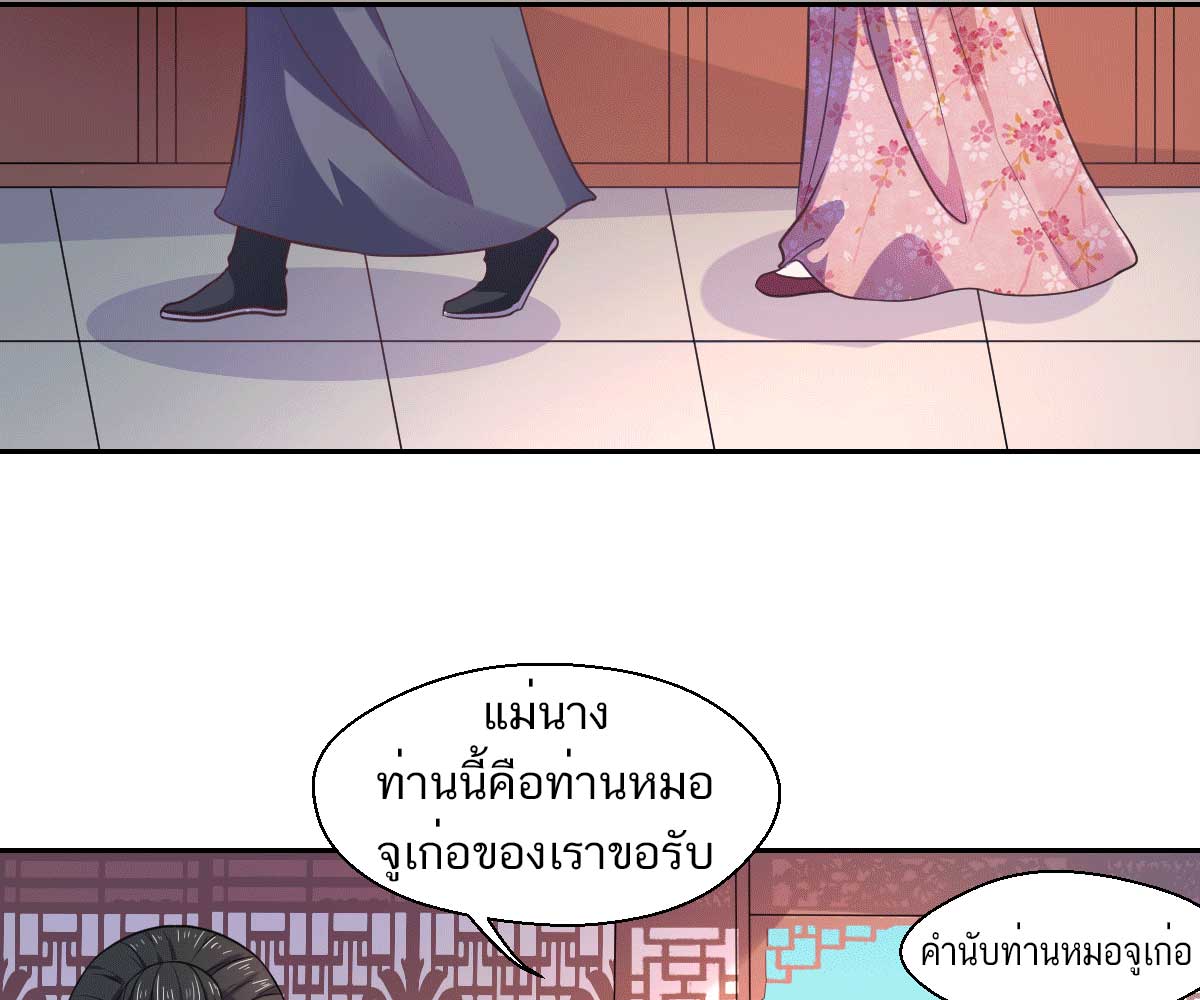 แม่นาง
ท่านนี้คือท่านหมอ
จูเก่อของเราขอรับ
คำนับท่านหมอจูเก่อ